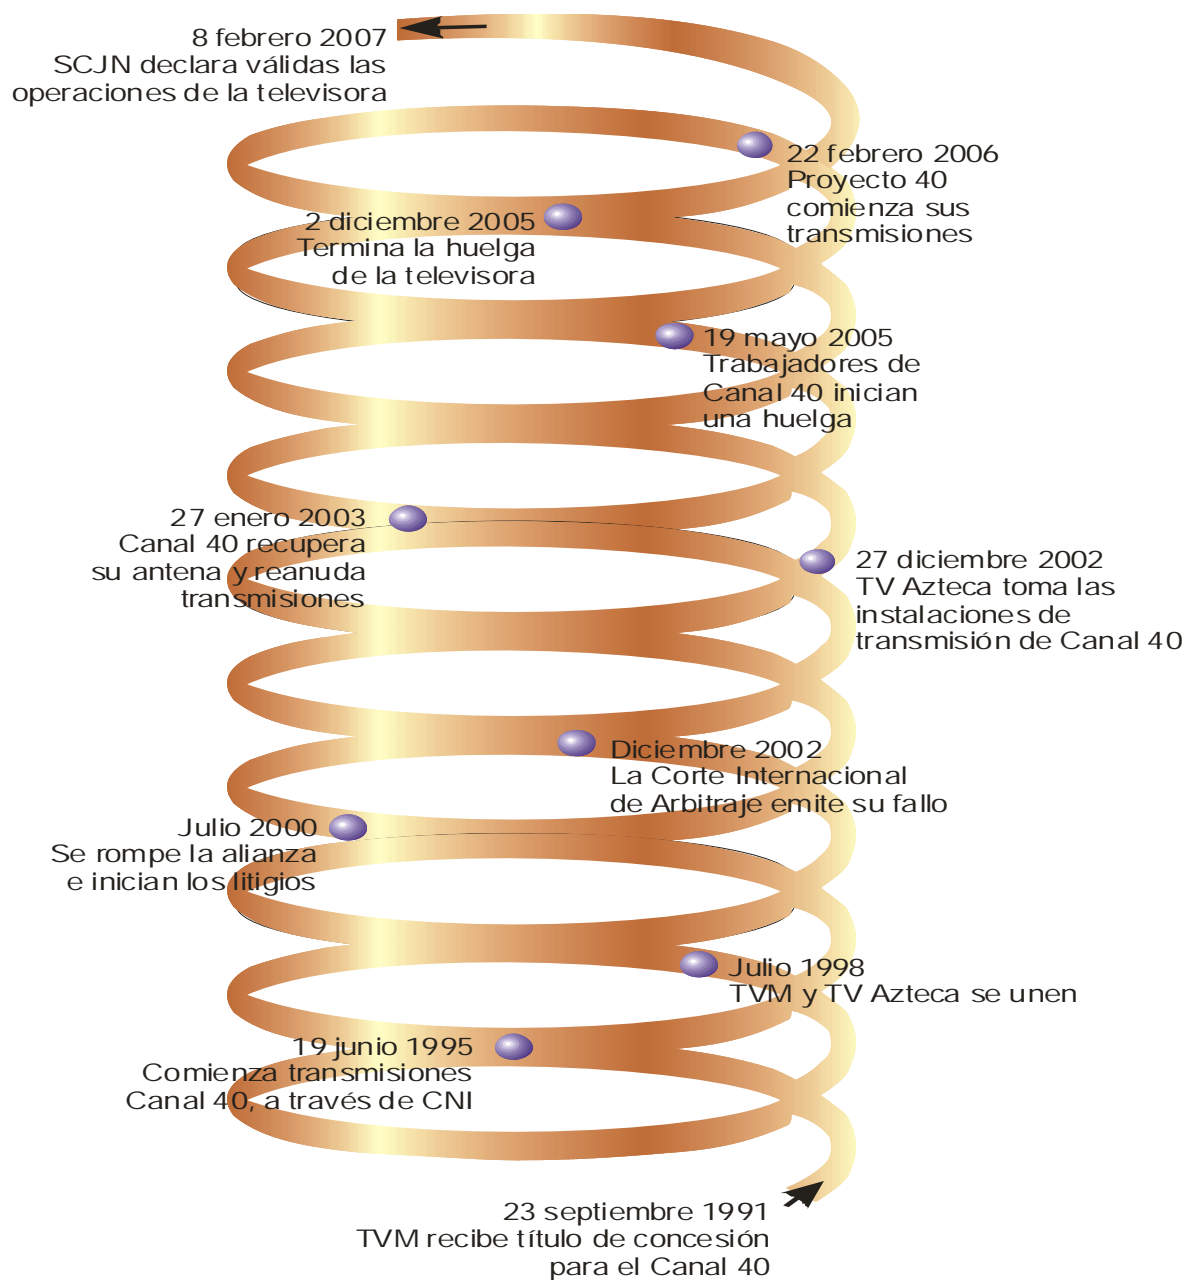 8 febrero 2007
SCJN declara válidas las
operaciones de la televisora
22 febrero 2006
Proyecto 40
comienza sus
transmisiones
2 diciembre 2005
Termina la huelga
de la televisora
19 mayo 2005
Trabajadores de
Canal 40 inician
una huelga
27 enero 2003
Canal 40 recupera
su antena y reanuda
transmisiones
27 diciembre 2002
TV Azteca toma las
instalaciones de
transmisión de Canal 40
Diciembre 2002
La Corte Internacional
de Arbitraje emite su fallo
Julio 2000
Se rompe la alianza
e inician los litigios
Julio 1998
TVM y TV Azteca se unen
19 junio 1995
Comienza transmisiones
Canal 40, a través de CNI
23 septiembre 1991
TVM recibe título de concesión
para el Canal 40